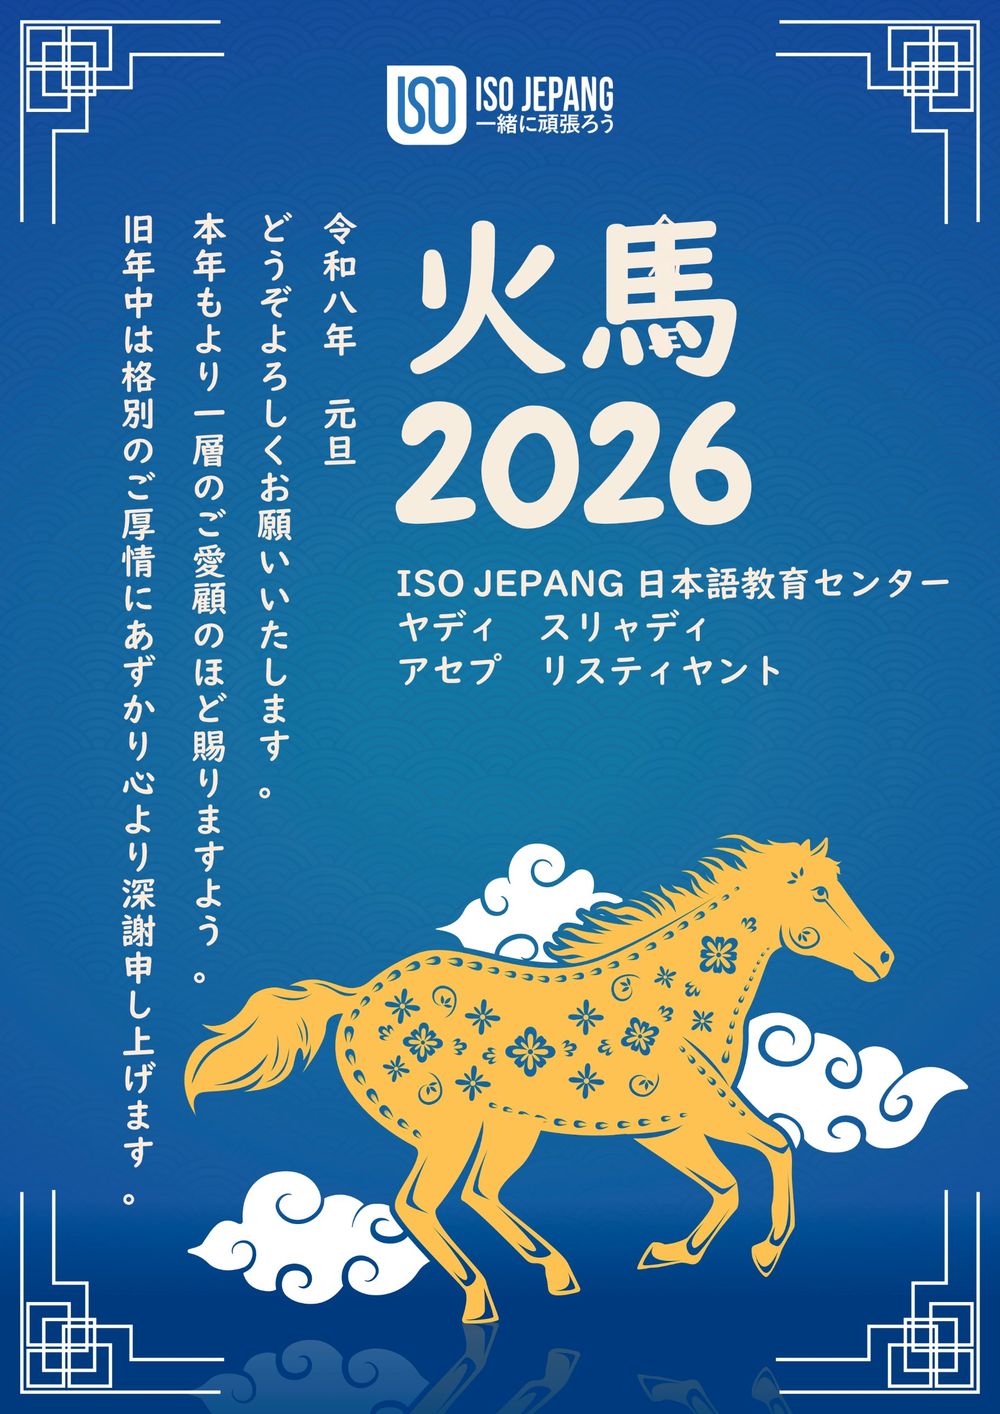 ISO
ISO JEPANG
一緒に頑張ろう
火馬
2026
ISO JEPANG 日本語教育センター
ヤディ　スリャディ
アセプ　リスティヤント
旧年中は格別のご厚情にあずかり心より深謝申し上げます。
本年もより一層のご愛顧のほど賜りますよう。
どうぞよろしくお願いいたします。
令和八年　元旦